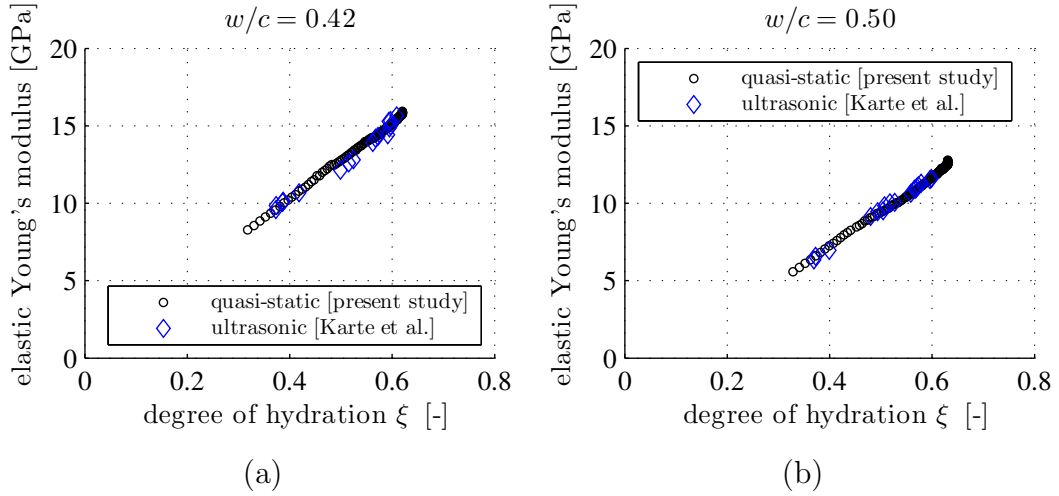 w/c = 0.42
elastic Young's modulus [GPa]
20
15
10
5
0
quasi-static [present study]
ultrasonic [Karte et al.]
0 0.2 0.4 0.6 0.8
degree of hydration ξ [-]
(a)
w/c = 0.50
elastic Young's modulus [GPa]
20
15
10
5
0
quasi-static [present study]
ultrasonic [Karte et al.]
0 0.2 0.4 0.6 0.8
degree of hydration ξ [-]
(b)